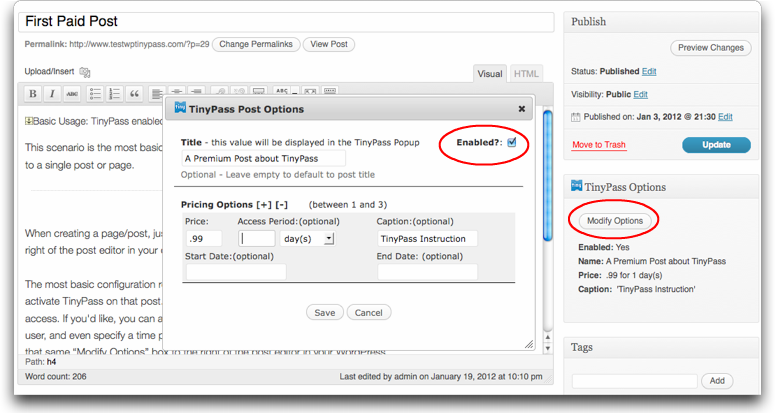 First Paid Post
Permalink: http://www.testwptinypass.com/?p=29 Change Permalinks View Post
Upload/Insert
Visual HTML
B I ABC
Basic Usage: TinyPass enabled
This scenario is the most basic
to a single post or page.
When creating a page/post, jus
right of the post editor in your
The most basic configuration
activate TinyPass on that post.
access. If you'd like, you can a
user, and even specify a time p
that same "Modify Options" box to the right of the post editor in your WordPress
Path: h4
Word count: 206 Last edited by admin on January 19, 2012 at 10:10 pm
Tiny TinyPass Post Options
Title - this value will be displayed in the TinyPass Popup Enabled?:
A Premium Post about TinyPass
Optional - Leave empty to default to post title
Pricing Options [+] [-] (between 1 and 3)
Price: Access Period:(optional) Caption:(optional)
.99 day(s) TinyPass Instruction
Start Date:(optional) End Date: (optional)
Save Cancel
Publish
Preview Changes
Status: Published Edit
Visibility: Public Edit
Published on: Jan 3, 2012 @ 21:30 Edit
Move to Trash Update
Tiny TinyPass Options
Modify Options
Enabled: Yes
Name: A Premium Post about TinyPass
Price: .99 for 1 day(s)
Caption: 'TinyPass Instruction'
Tags
Add